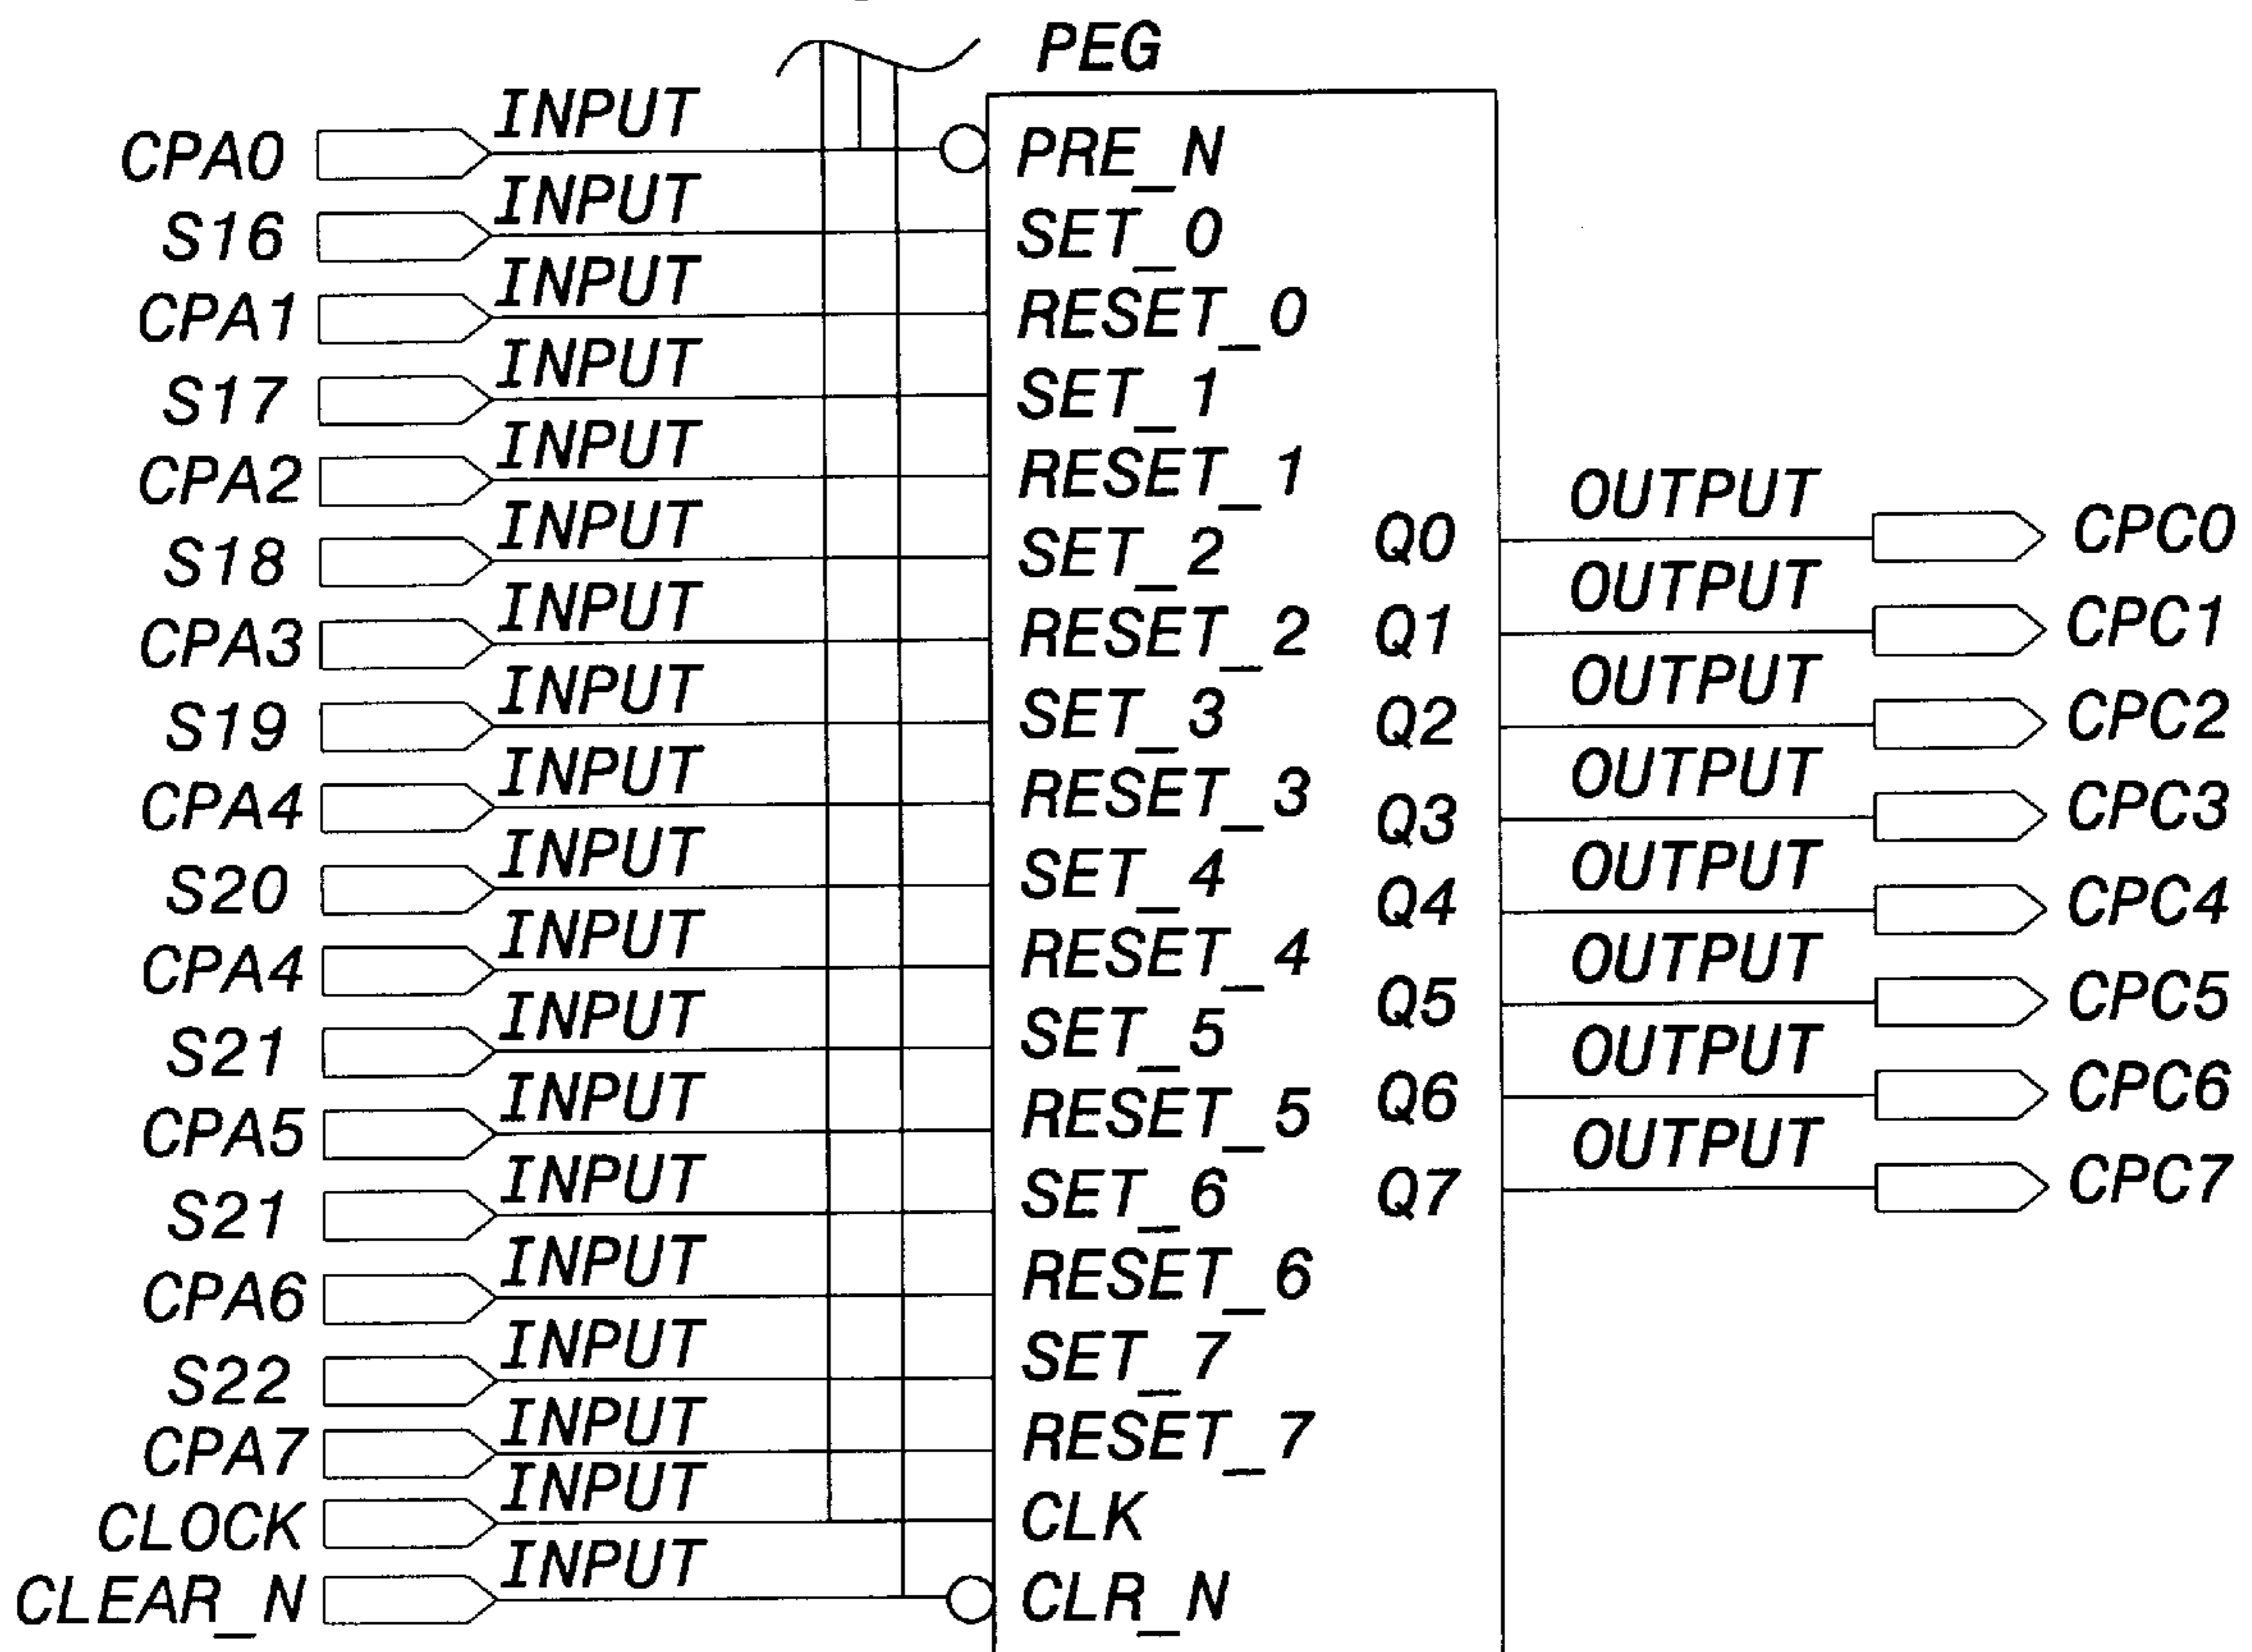 PEG
CPA0 INPUT PRE_N
S16 INPUT SET_0
CPA1 INPUT RESET_0
S17 INPUT SET_1
CPA2 INPUT RESET_1
S18 INPUT SET_2 Q0 OUTPUT CPC0
CPA3 INPUT RESET_2 Q1 OUTPUT CPC1
S19 INPUT SET_3 Q2 OUTPUT CPC2
CPA4 INPUT RESET_3 Q3 OUTPUT CPC3
S20 INPUT SET_4 Q4 OUTPUT CPC4
CPA4 INPUT RESET_4
S21 INPUT SET_5 Q5 OUTPUT CPC5
CPA5 INPUT RESET_5 Q6 OUTPUT CPC6
S21 INPUT SET_6 Q7 OUTPUT CPC7
CPA6 INPUT RESET_6
S22 INPUT SET_7
CPA7 INPUT RESET_7
CLOCK INPUT CLK
CLEAR_N INPUT CLR_N